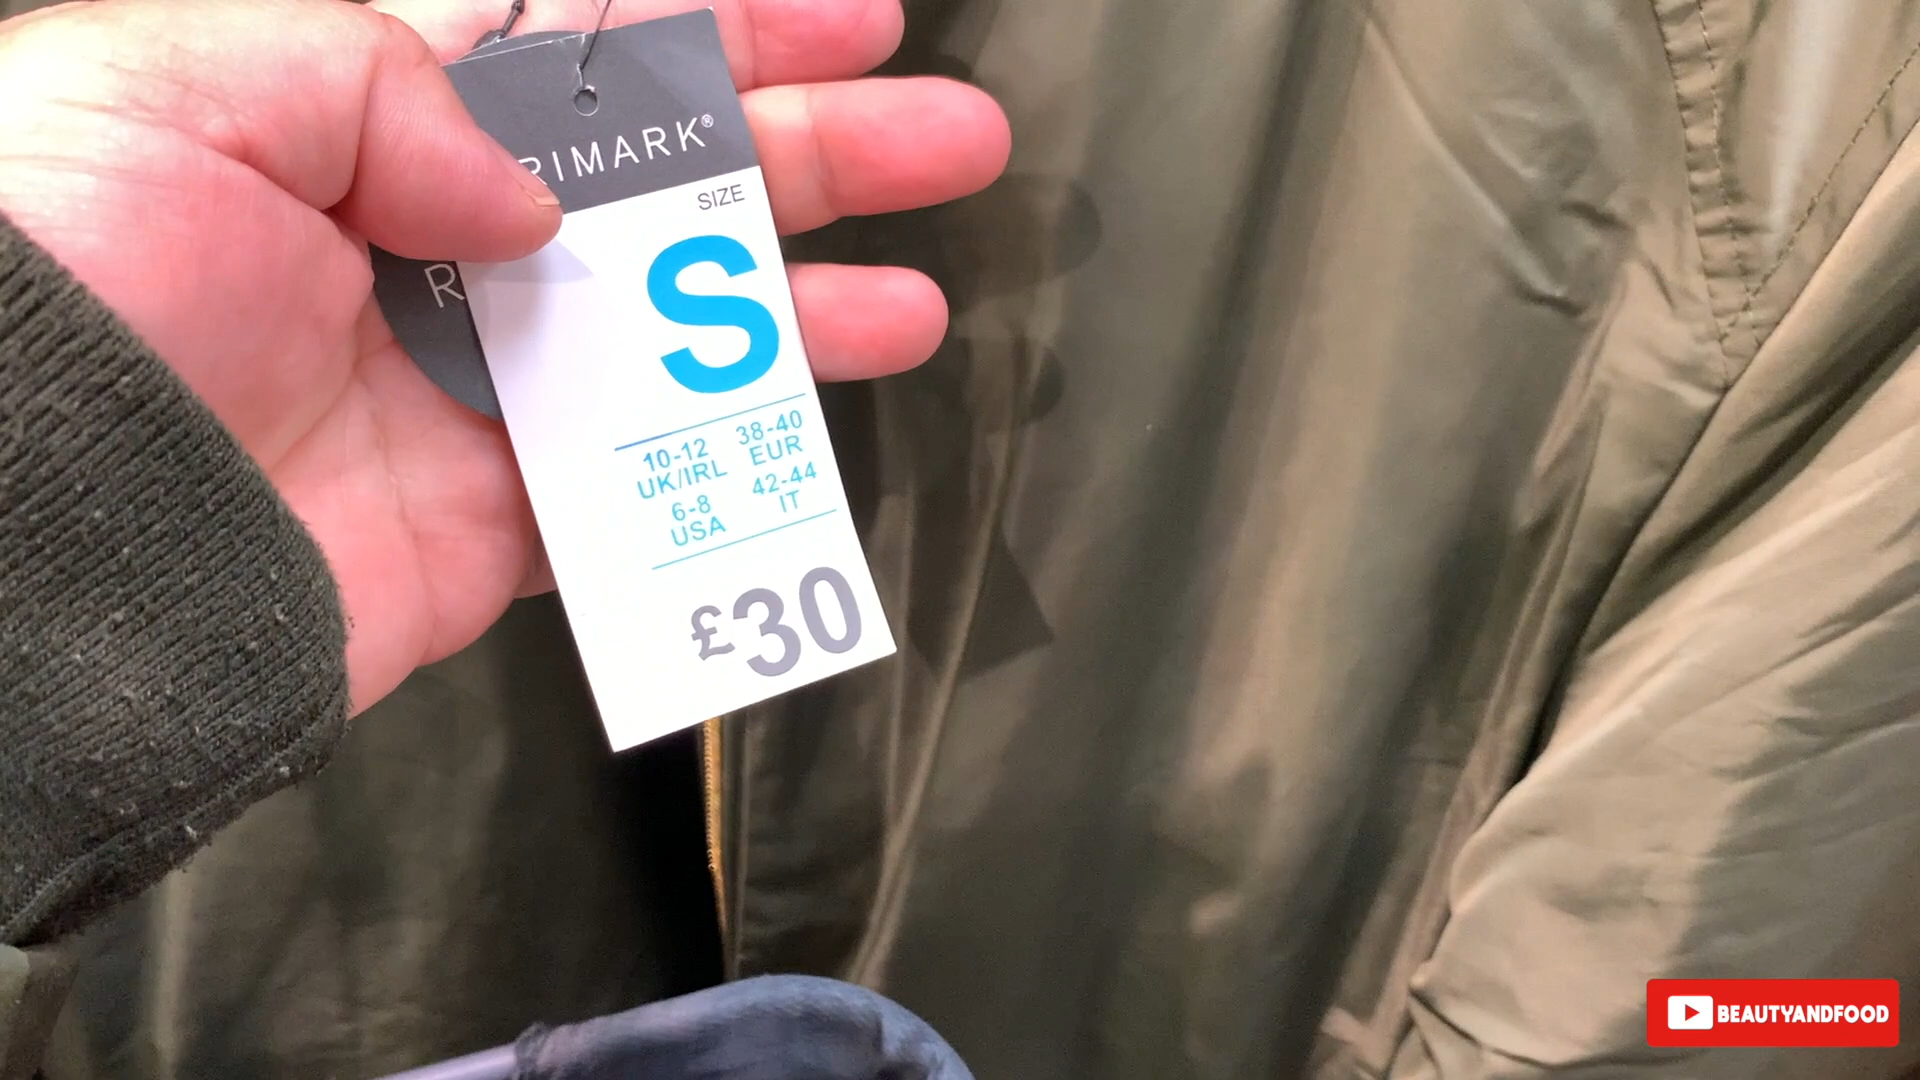 RIMARK®
SIZE
R
S
10-12
UK/IRL
38-40
EUR
6-8
USA
42-44
IT
£30
BEAUTYANDFOOD